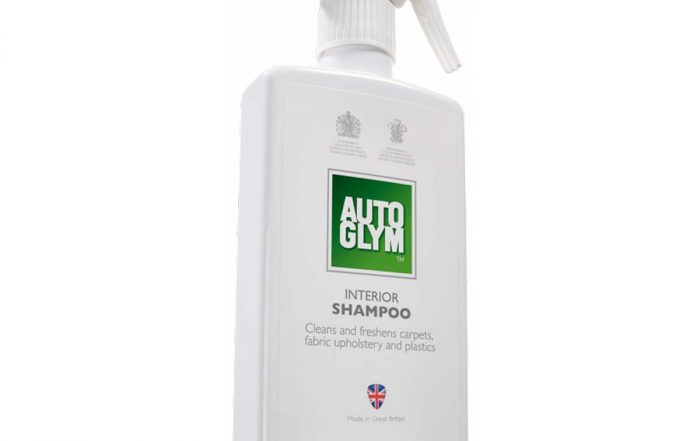 AUTO
GLYM
TM
INTERIOR
SHAMPOO
Cleans and freshens carpets,
fabric upholstery and plastics
Made in Great Britain